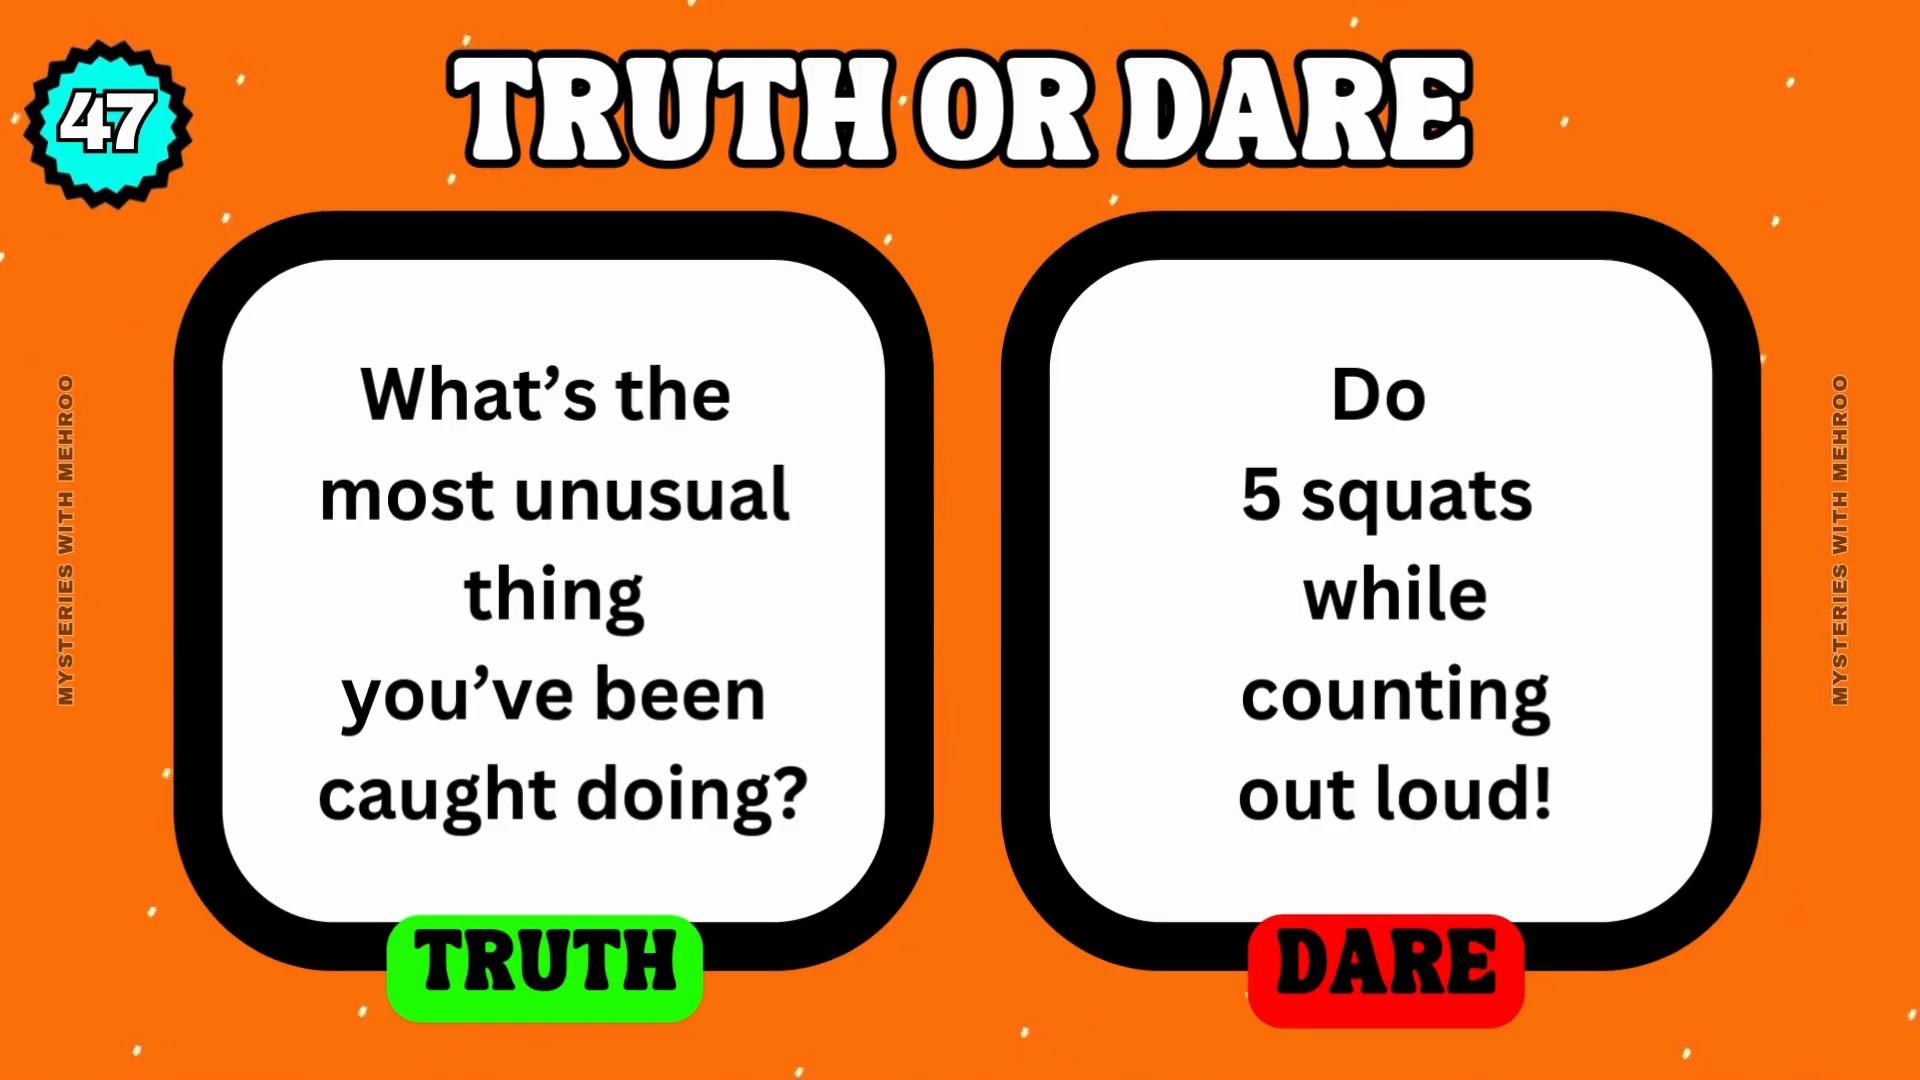 47
TRUTH OR DARE
What’s the
most unusual
thing
you’ve been
caught doing?
TRUTH
Do
5 squats
while
counting
out loud!
DARE
MYSTERIES WITH MEHROO
MYSTERIES WITH MEHROO